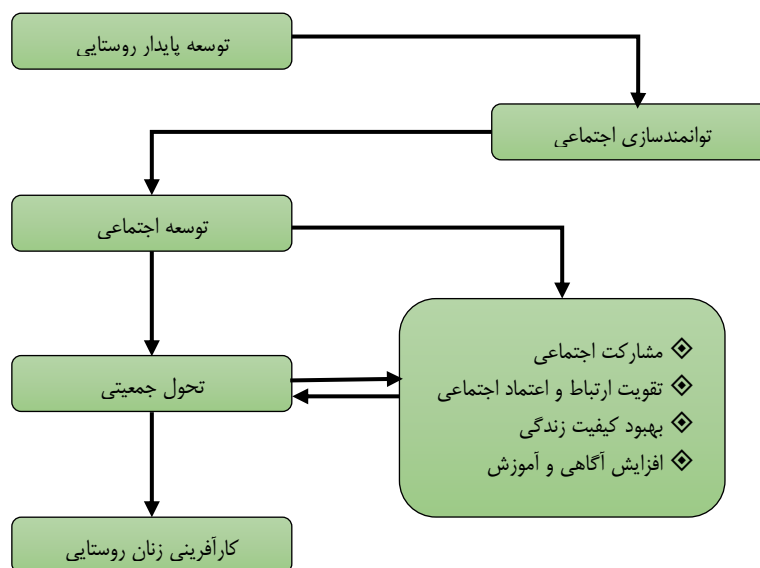 توسعه پایدار روستایی
توانمندسازی اجتماعی
توسعه اجتماعی
مشارکت اجتماعی
تقویت ارتباط و اعتماد اجتماعی
بهبود کیفیت زندگی
افزایش آگاهی و آموزش
تحول جمعیتی
کارآفرینی زنان روستایی